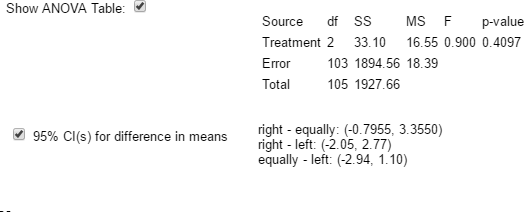 Show ANOVA Table:
Source df SS MS F p-value
Treatment 2 33.10 16.55 0.900 0.4097
Error 103 1894.56 18.39
Total 105 1927.66
95% CI(s) for difference in means
right - equally: (-0.7955, 3.3550)
right - left: (-2.05, 2.77)
equally - left: (-2.94, 1.10)
--